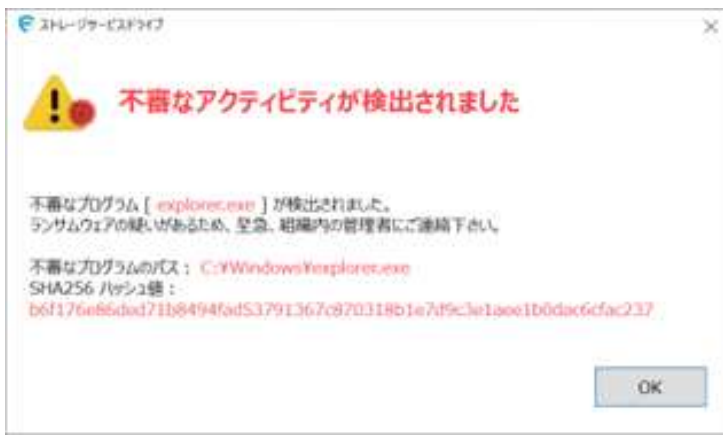 ストレージサービスドライブ
不審なアクティビティが検出されました
不審なプログラム [ explorer.exe ] が検出されました。
ランサムウェアの疑いがあるため、至急、組織内の管理者にご連絡下さい。
不審なプログラムのパス : C:¥Windows¥explorer.exe
SHA256 ハッシュ値 :
b6f176e86ded71b8494fad53791367c870318b1e7d9c3e1aee1b0dac6cfac237
OK